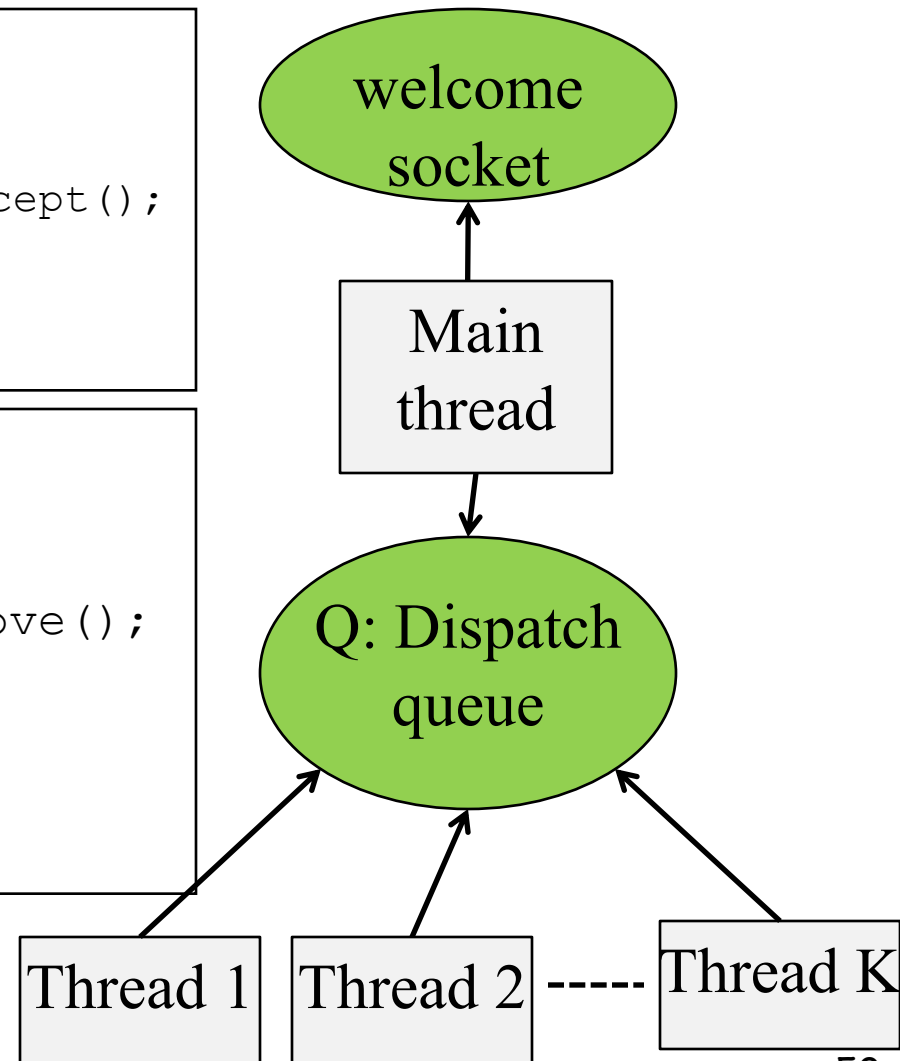 welcome
socket
cept();
Main
thread
ove();
Q: Dispatch
queue
Thread 1
Thread 2
Thread K